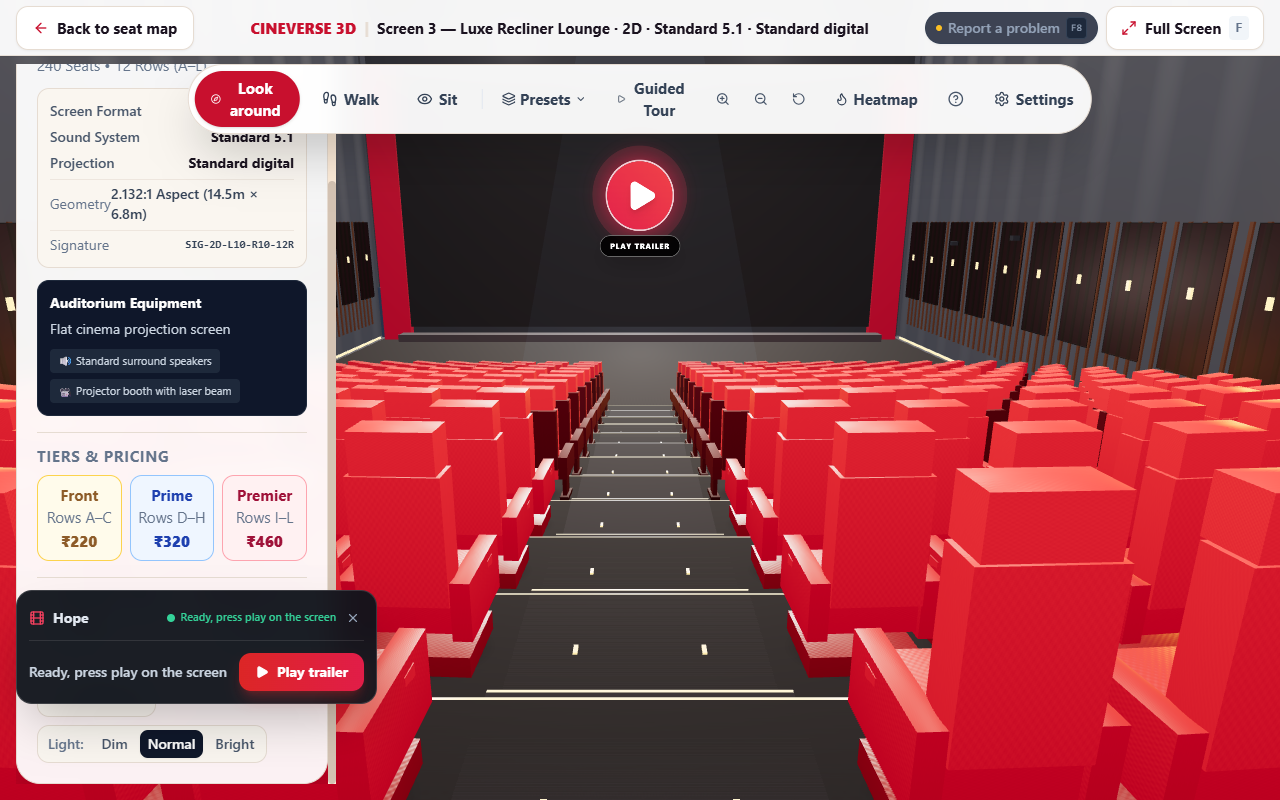 Back to seat map
CINEVERSE 3D | Screen 3 — Luxe Recliner Lounge · 2D · Standard 5.1 · Standard digital
Report a problem F8
Full Screen F
240 Seats • 12 Rows (A–L)
Look around
Walk
Sit
Presets
Guided Tour
Heatmap
Settings
Screen Format
Sound System Standard 5.1
Projection Standard digital
Geometry 2.132:1 Aspect (14.5m ×
6.8m)
Signature SIG-2D-L10-R10-12R
PLAY TRAILER
Auditorium Equipment
Flat cinema projection screen
Standard surround speakers
Projector booth with laser beam
TIERS & PRICING
Front Prime Premier
Rows A–C Rows D–H Rows I–L
₹220 ₹320 ₹460
Hope Ready, press play on the screen
Ready, press play on the screen Play trailer
Light: Dim Normal Bright